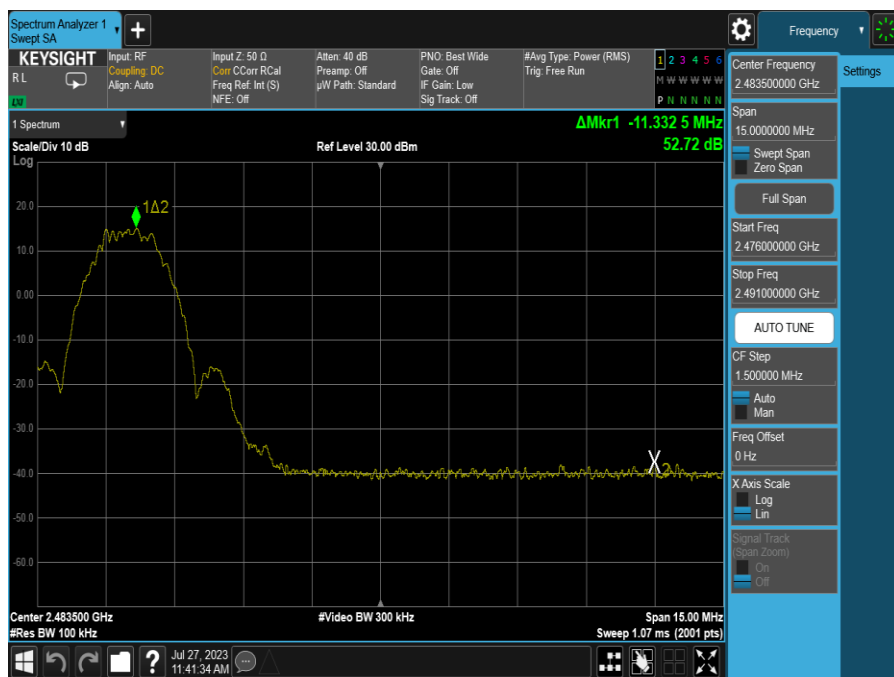 Spectrum Analyzer 1
Swept SA
+
Frequency
KEYSIGHT
R L
LXI
Input: RF
Coupling: DC
Align: Auto
Input Z: 50 Ω
Corr CCorr RCal
Freq Ref: Int (S)
NFE: Off
Atten: 40 dB
Preamp: Off
µW Path: Standard
PNO: Best Wide
Gate: Off
IF Gain: Low
Sig Track: Off
#Avg Type: Power (RMS)
Trig: Free Run
1 2 3 4 5 6
M W W W W W
P N N N N N
1 Spectrum
Scale/Div 10 dB
Log
Ref Level 30.00 dBm
ΔMkr1 -11.332 5 MHz
52.72 dB
20.0
10.0
0.00
-10.0
-20.0
-30.0
-40.0
-50.0
-60.0
1Δ2
2
Center 2.483500 GHz
#Res BW 100 kHz
#Video BW 300 kHz
Span 15.00 MHz
Sweep 1.07 ms (2001 pts)
Jul 27, 2023
11:41:34 AM
?
Settings
Center Frequency
2.483500000 GHz
Span
15.0000000 MHz
Swept Span
Zero Span
Full Span
Start Freq
2.476000000 GHz
Stop Freq
2.491000000 GHz
AUTO TUNE
CF Step
1.500000 MHz
Auto
Man
Freq Offset
0 Hz
X Axis Scale
Log
Lin
Signal Track
(Span Zoom)
On
Off